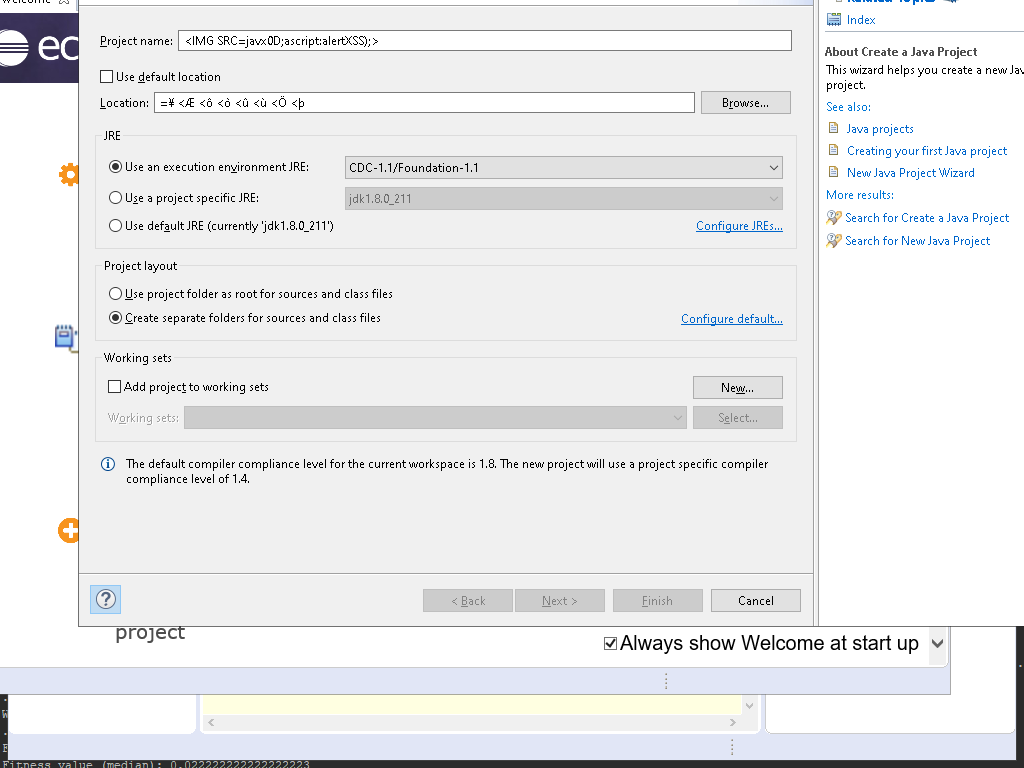 ec
Project name: <IMG SRC=javx0D;ascript:alertXSS);>
Use default location
Location: =¥ <Æ <ô <ò <û <ù <Ö <þ
Browse...
JRE
Use an execution environment JRE: CDC-1.1/Foundation-1.1
Use a project specific JRE: jdk1.8.0_211
Use default JRE (currently 'jdk1.8.0_211')
Configure JREs...
Project layout
Use project folder as root for sources and class files
Create separate folders for sources and class files
Configure default...
Working sets
Add project to working sets
New...
Working sets:
Select...
The default compiler compliance level for the current workspace is 1.8. The new project will use a project specific compiler
compliance level of 1.4.
?
< Back
Next >
Finish
Cancel
Index
About Create a Java Project
This wizard helps you create a new Jav
project.
See also:
Java projects
Creating your first Java project
New Java Project Wizard
More results:
Search for Create a Java Project
Search for New Java Project
project
Always show Welcome at start up
Fitness value (median): 0.022222222222222223